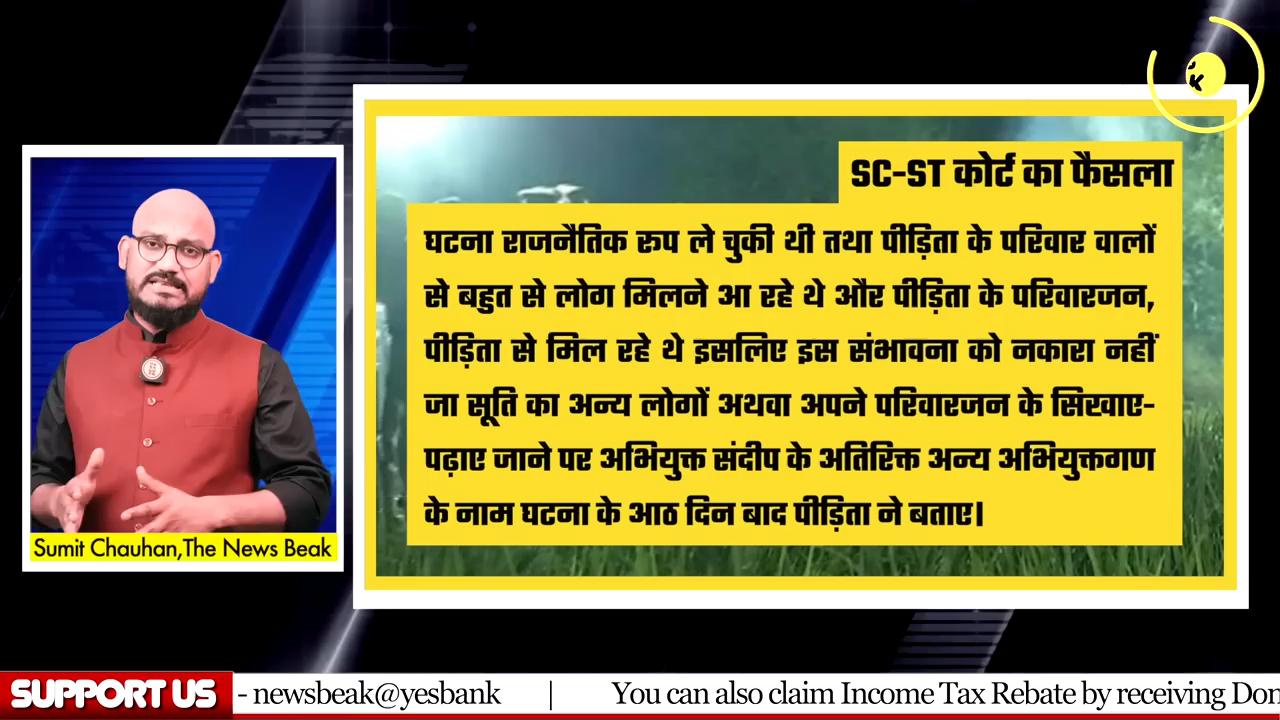 SC-ST कोर्ट का फैसला
घटना राजनैतिक रूप ले चुकी थी तथा पीड़िता के परिवार वालों
से बहुत से लोग मिलने आ रहे थे और पीड़िता के परिवारजन,
पीड़िता से मिल रहे थे इसलिए इस संभावना को नकारा नहीं
जा सूति का अन्य लोगों अथवा अपने परिवारजन के सिखाए-
पढ़ाए जाने पर अभियुक्त संदीप के अतिरिक्त अन्य अभियुक्तगण
के नाम घटना के आठ दिन बाद पीड़िता ने बताए।
Sumit Chauhan,The News Beak
SUPPORT US - newsbeak@yesbank | You can also claim Income Tax Rebate by receiving Don